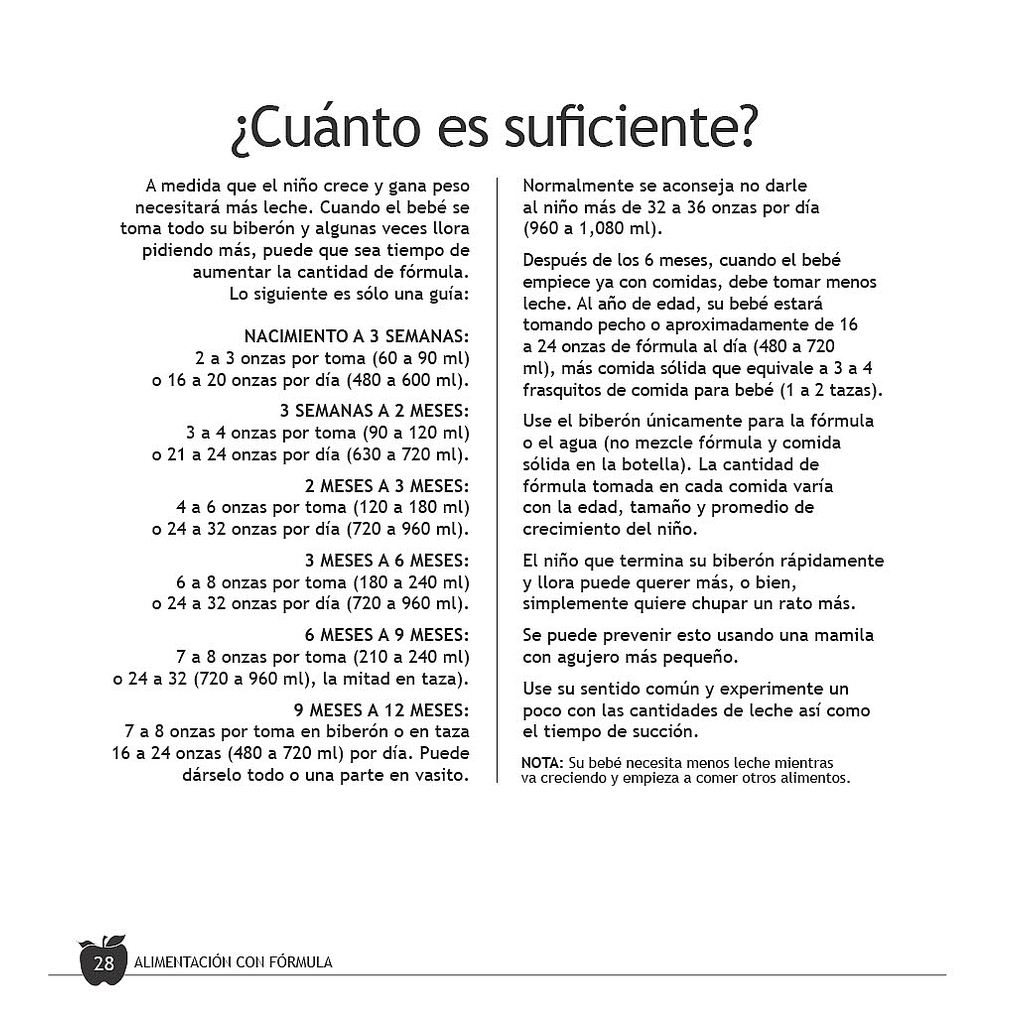 ¿Cuánto es suficiente?
A medida que el niño crece y gana peso
necesitará más leche. Cuando el bebé se
toma todo su biberón y algunas veces llora
pidiendo más, puede que sea tiempo de
aumentar la cantidad de fórmula.
Lo siguiente es sólo una guía:
NACIMIENTO A 3 SEMANAS:
2 a 3 onzas por toma (60 a 90 ml)
o 16 a 20 onzas por día (480 a 600 ml).
3 SEMANAS A 2 MESES:
3 a 4 onzas por toma (90 a 120 ml)
o 21 a 24 onzas por día (630 a 720 ml).
2 MESES A 3 MESES:
4 a 6 onzas por toma (120 a 180 ml)
o 24 a 32 onzas por día (720 a 960 ml).
3 MESES A 6 MESES:
6 a 8 onzas por toma (180 a 240 ml)
o 24 a 32 onzas por día (720 a 960 ml).
6 MESES A 9 MESES:
7 a 8 onzas por toma (210 a 240 ml)
o 24 a 32 (720 a 960 ml), la mitad en taza).
9 MESES A 12 MESES:
7 a 8 onzas por toma en biberón o en taza
16 a 24 onzas (480 a 720 ml) por día. Puede
dárselo todo o una parte en vasito.
Normalmente se aconseja no darle
al niño más de 32 a 36 onzas por día
(960 a 1,080 ml).
Después de los 6 meses, cuando el bebé
empiece ya con comidas, debe tomar menos
leche. Al año de edad, su bebé estará
tomando pecho o aproximadamente de 16
a 24 onzas de fórmula al día (480 a 720
ml), más comida sólida que equivale a 3 a 4
frasquitos de comida para bebé (1 a 2 tazas).
Use el biberón únicamente para la fórmula
o el agua (no mezcle fórmula y comida
sólida en la botella). La cantidad de
fórmula tomada en cada comida varía
con la edad, tamaño y promedio de
crecimiento del niño.
El niño que termina su biberón rápidamente
y llora puede querer más, o bien,
simplemente quiere chupar un rato más.
Se puede prevenir esto usando una mamila
con agujero más pequeño.
Use su sentido común y experimente un
poco con las cantidades de leche así como
el tiempo de succión.
NOTA: Su bebé necesita menos leche mientras
va creciendo y empieza a comer otros alimentos.
28 ALIMENTACIÓN CON FÓRMULA